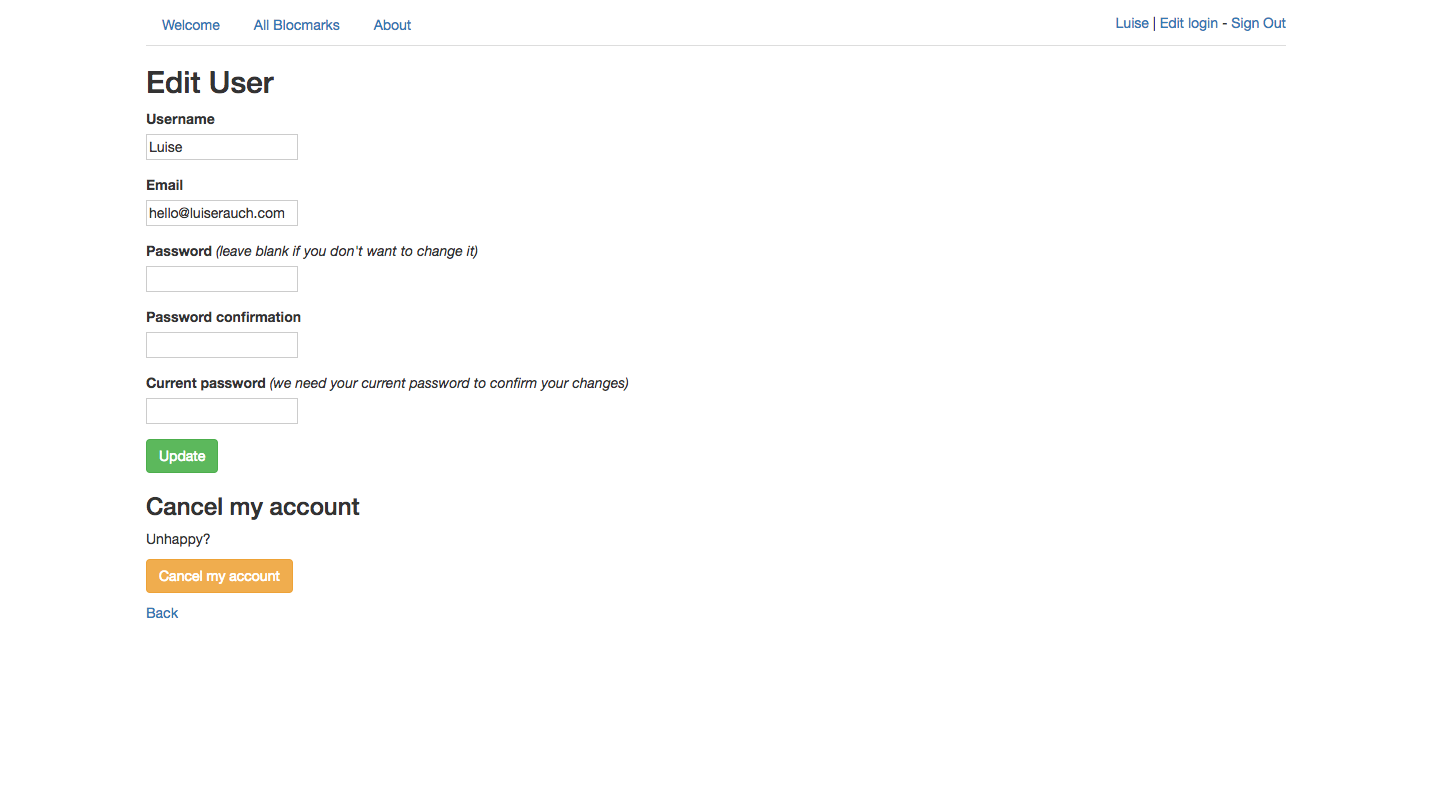 Welcome All Blocmarks About Luise | Edit login - Sign Out
Edit User
Username
Luise
Email
hello@luiserauch.com
Password (leave blank if you don't want to change it)
Password confirmation
Current password (we need your current password to confirm your changes)
Update
Cancel my account
Unhappy?
Cancel my account
Back